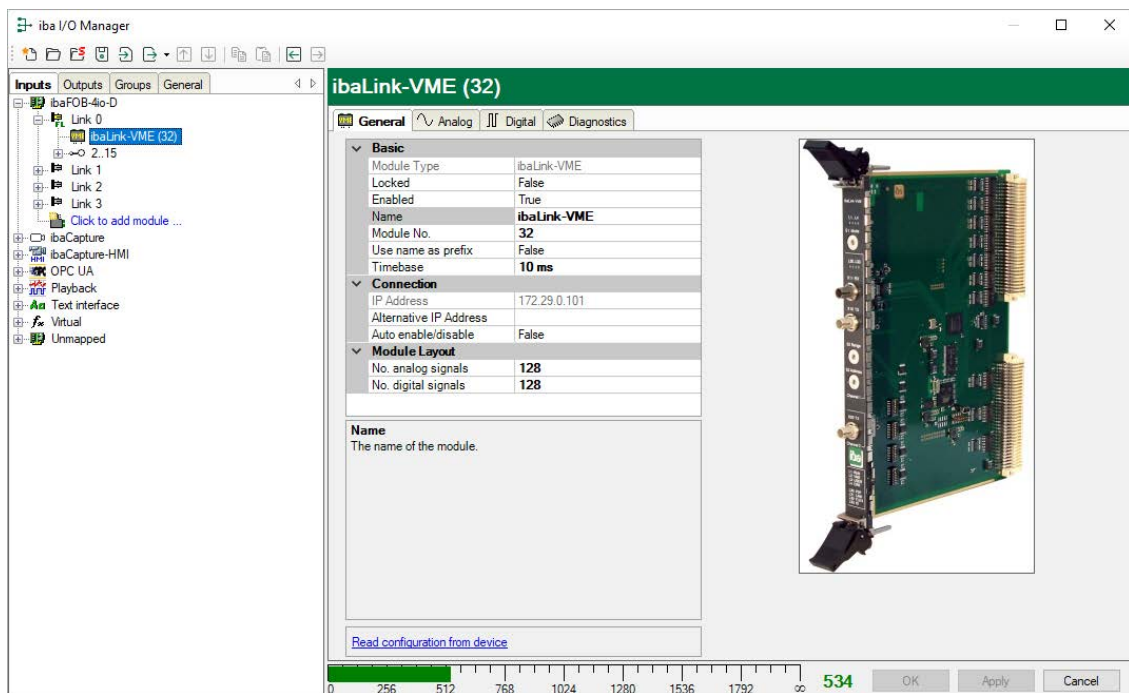 iba I/O Manager
Inputs Outputs Groups General
ibaFOB-4io-D
Link 0
ibaLink-VME (32)
2..15
Link 1
Link 2
Link 3
Click to add module ...
ibaCapture
ibaCapture-HMI
OPC UA
Playback
Text interface
Virtual
Unmapped
ibaLink-VME (32)
General Analog Digital Diagnostics
Basic
Module Type ibaLink-VME
Locked False
Enabled True
Name ibaLink-VME
Module No. 32
Use name as prefix False
Timebase 10 ms
Connection
IP Address 172.29.0.101
Alternative IP Address
Auto enable/disable False
Module Layout
No. analog signals 128
No. digital signals 128
Name
The name of the module.
Read configuration from device
iba
0 256 512 768 1024 1280 1536 1792 ∞
534
OK Apply Cancel